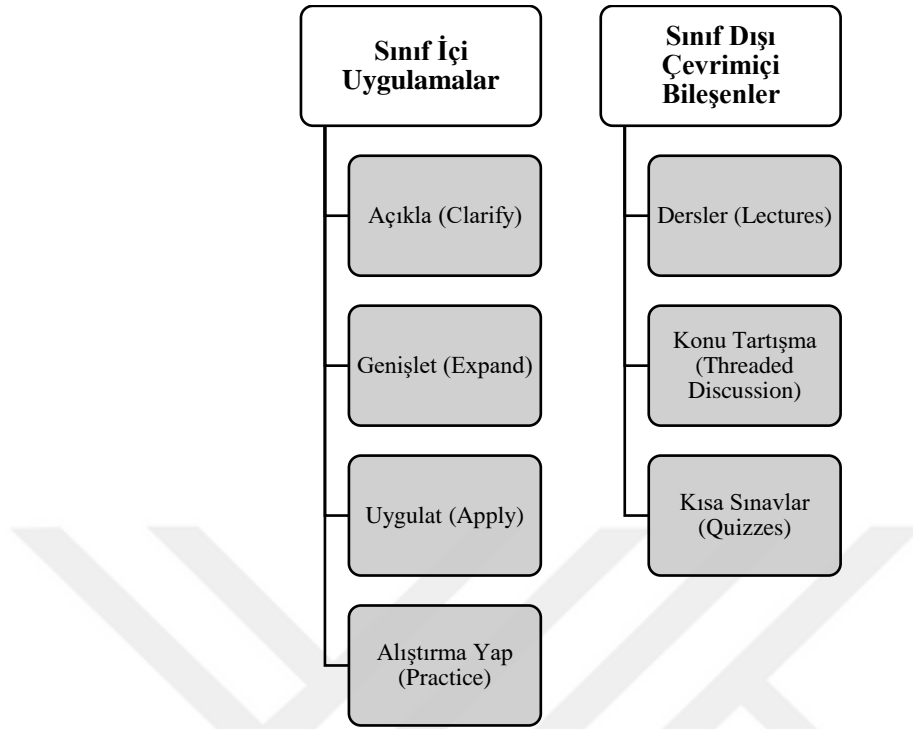 Sınıf İçi
Uygulamalar
Açıkla (Clarify)
Genişlet (Expand)
Uygulat (Apply)
Alıştırma Yap
(Practice)
Sınıf Dışı
Çevrimiçi
Bileşenler
Dersler (Lectures)
Konu Tartışma
(Threaded
Discussion)
Kısa Sınavlar
(Quizzes)